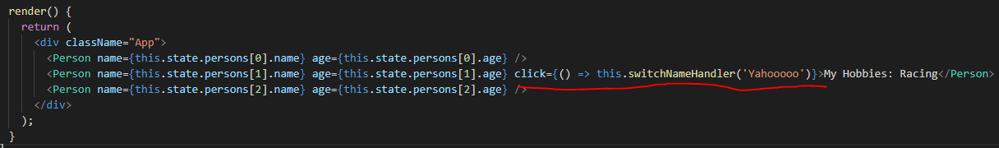 render() {
return (
<div className="App">
<Person name={this.state.persons[0].name} age={this.state.persons[0].age} />
<Person name={this.state.persons[1].name} age={this.state.persons[1].age} click={() => this.switchNameHandler('Yahooooo')}>My Hobbies: Racing</Person>
<Person name={this.state.persons[2].name} age={this.state.persons[2].age} />
</div>
);
}